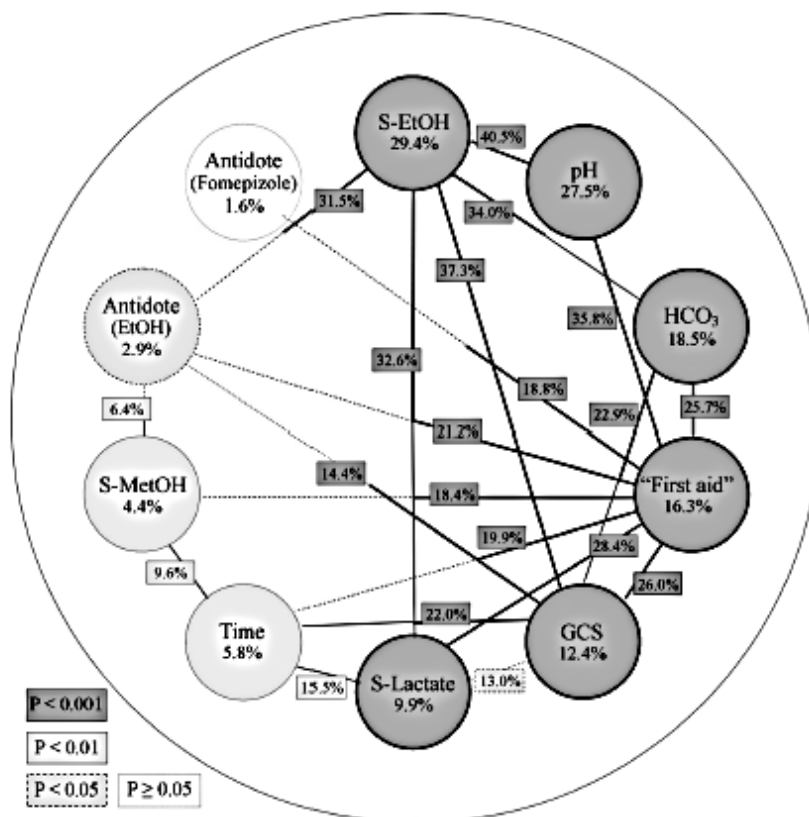 S-EtOH
29.4%
40.5%
pH
27.5%
Antidote
(Fomepizole)
1.6%
31.5%
34.0%
37.3%
Antidote
(EtOH)
2.9%
HCO₃
18.5%
35.8%
32.6%
18.8%
22.9%
25.7%
6.4%
21.2%
14.4%
S-MetOH
4.4%
18.4%
"First aid"
16.3%
19.9%
28.4%
9.6%
26.0%
22.0%
Time
5.8%
GCS
12.4%
15.5%
S-Lactate
9.9%
13.0%
P < 0.001
P < 0.01
P < 0.05
P ≥ 0.05